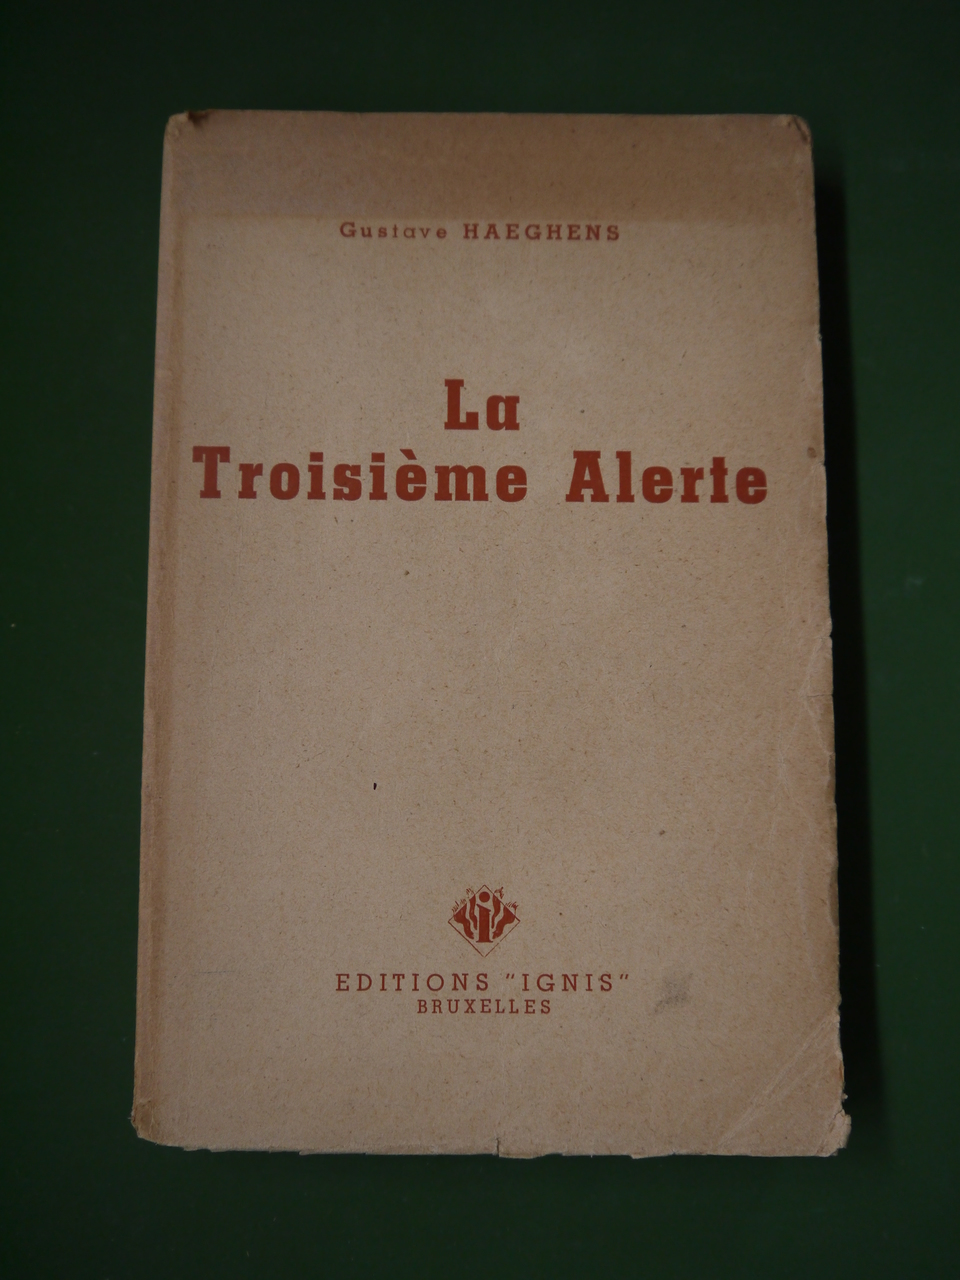 Gustave HAEGHENS
La
Troisième Alerte
i
EDITIONS "IGNIS"
BRUXELLES